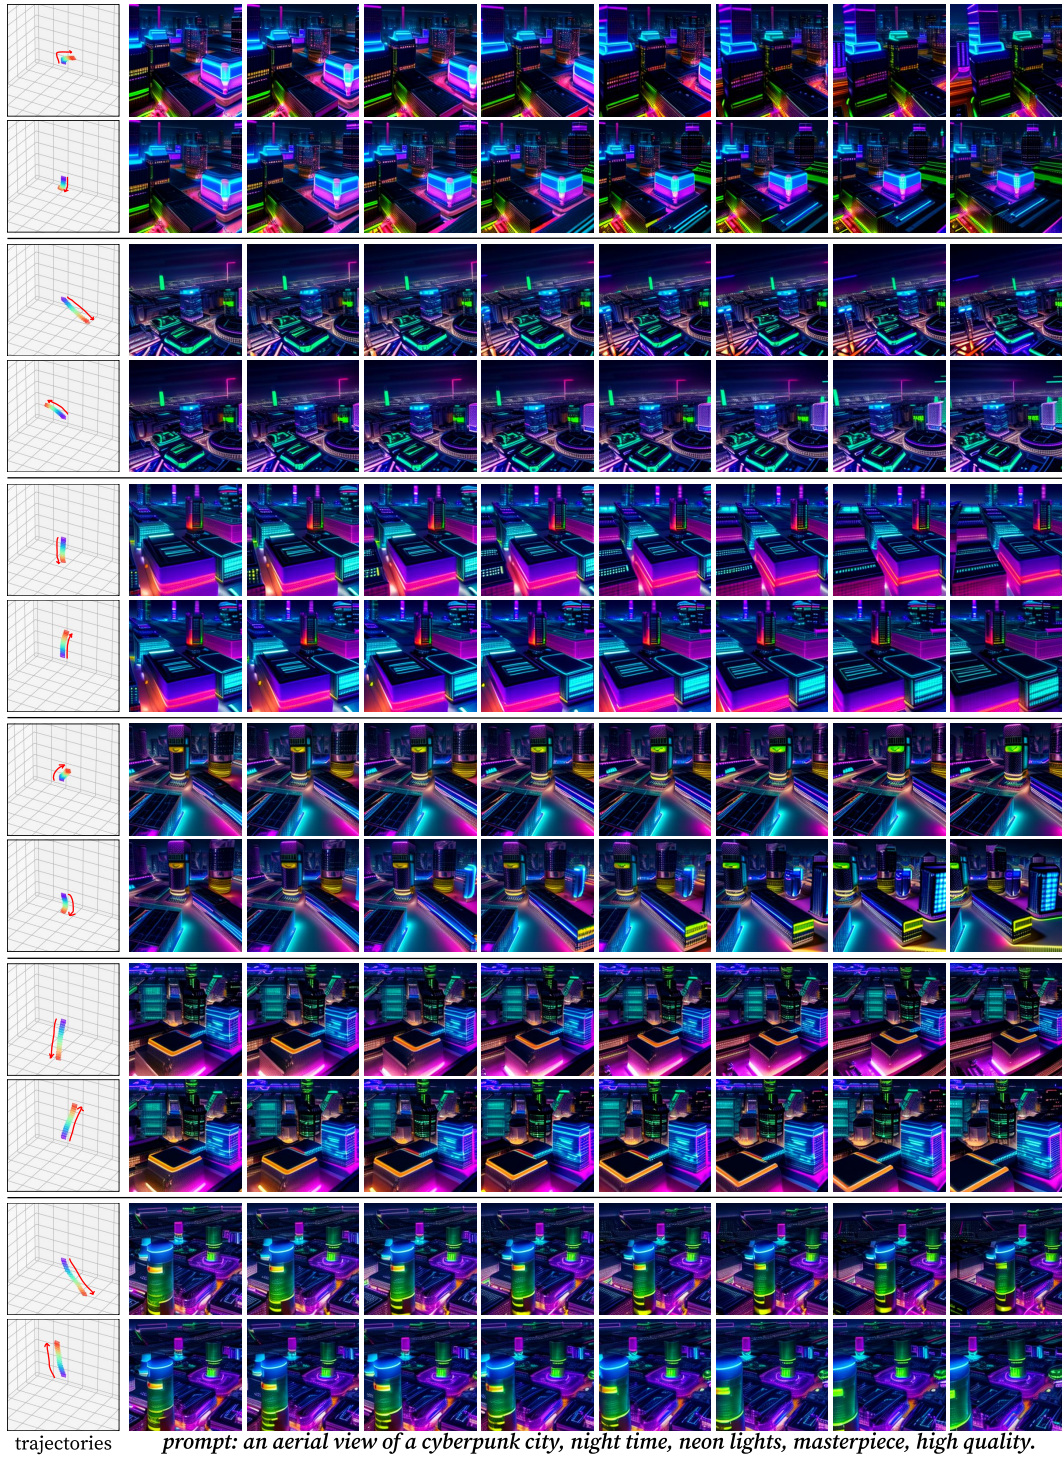 trajectories
prompt: an aerial view of a cyberpunk city, night time, neon lights, masterpiece, high quality.